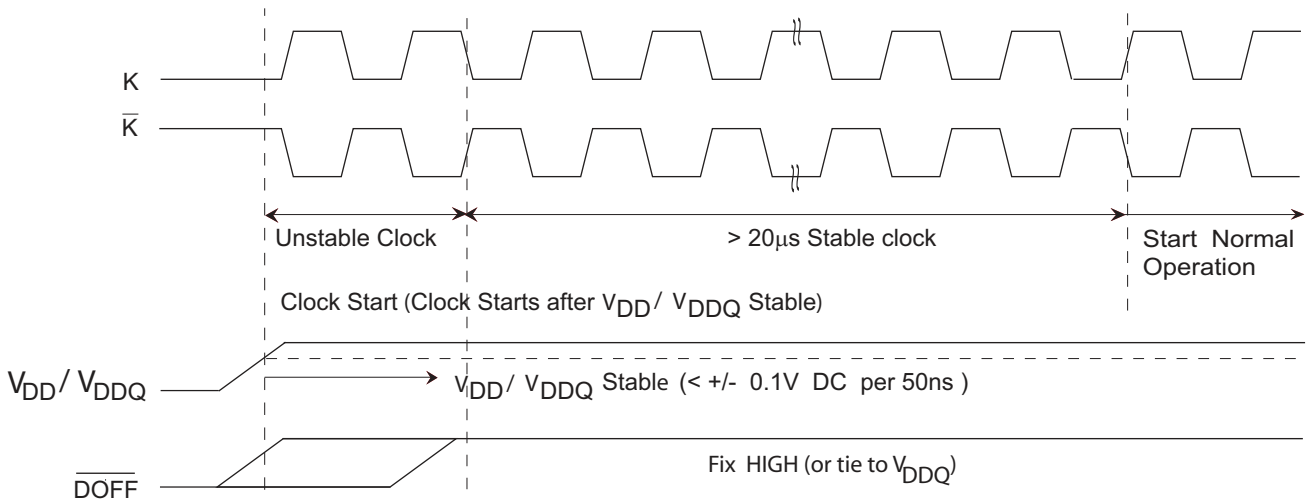 K
K̅
Unstable Clock
> 20μs Stable clock
Start Normal
Operation
Clock Start (Clock Starts after VDD / VDDQ Stable)
VDD / VDDQ
VDD / VDDQ Stable (< +/- 0.1V DC per 50ns )
D̅O̅F̅F̅
Fix HIGH (or tie to VDDQ)